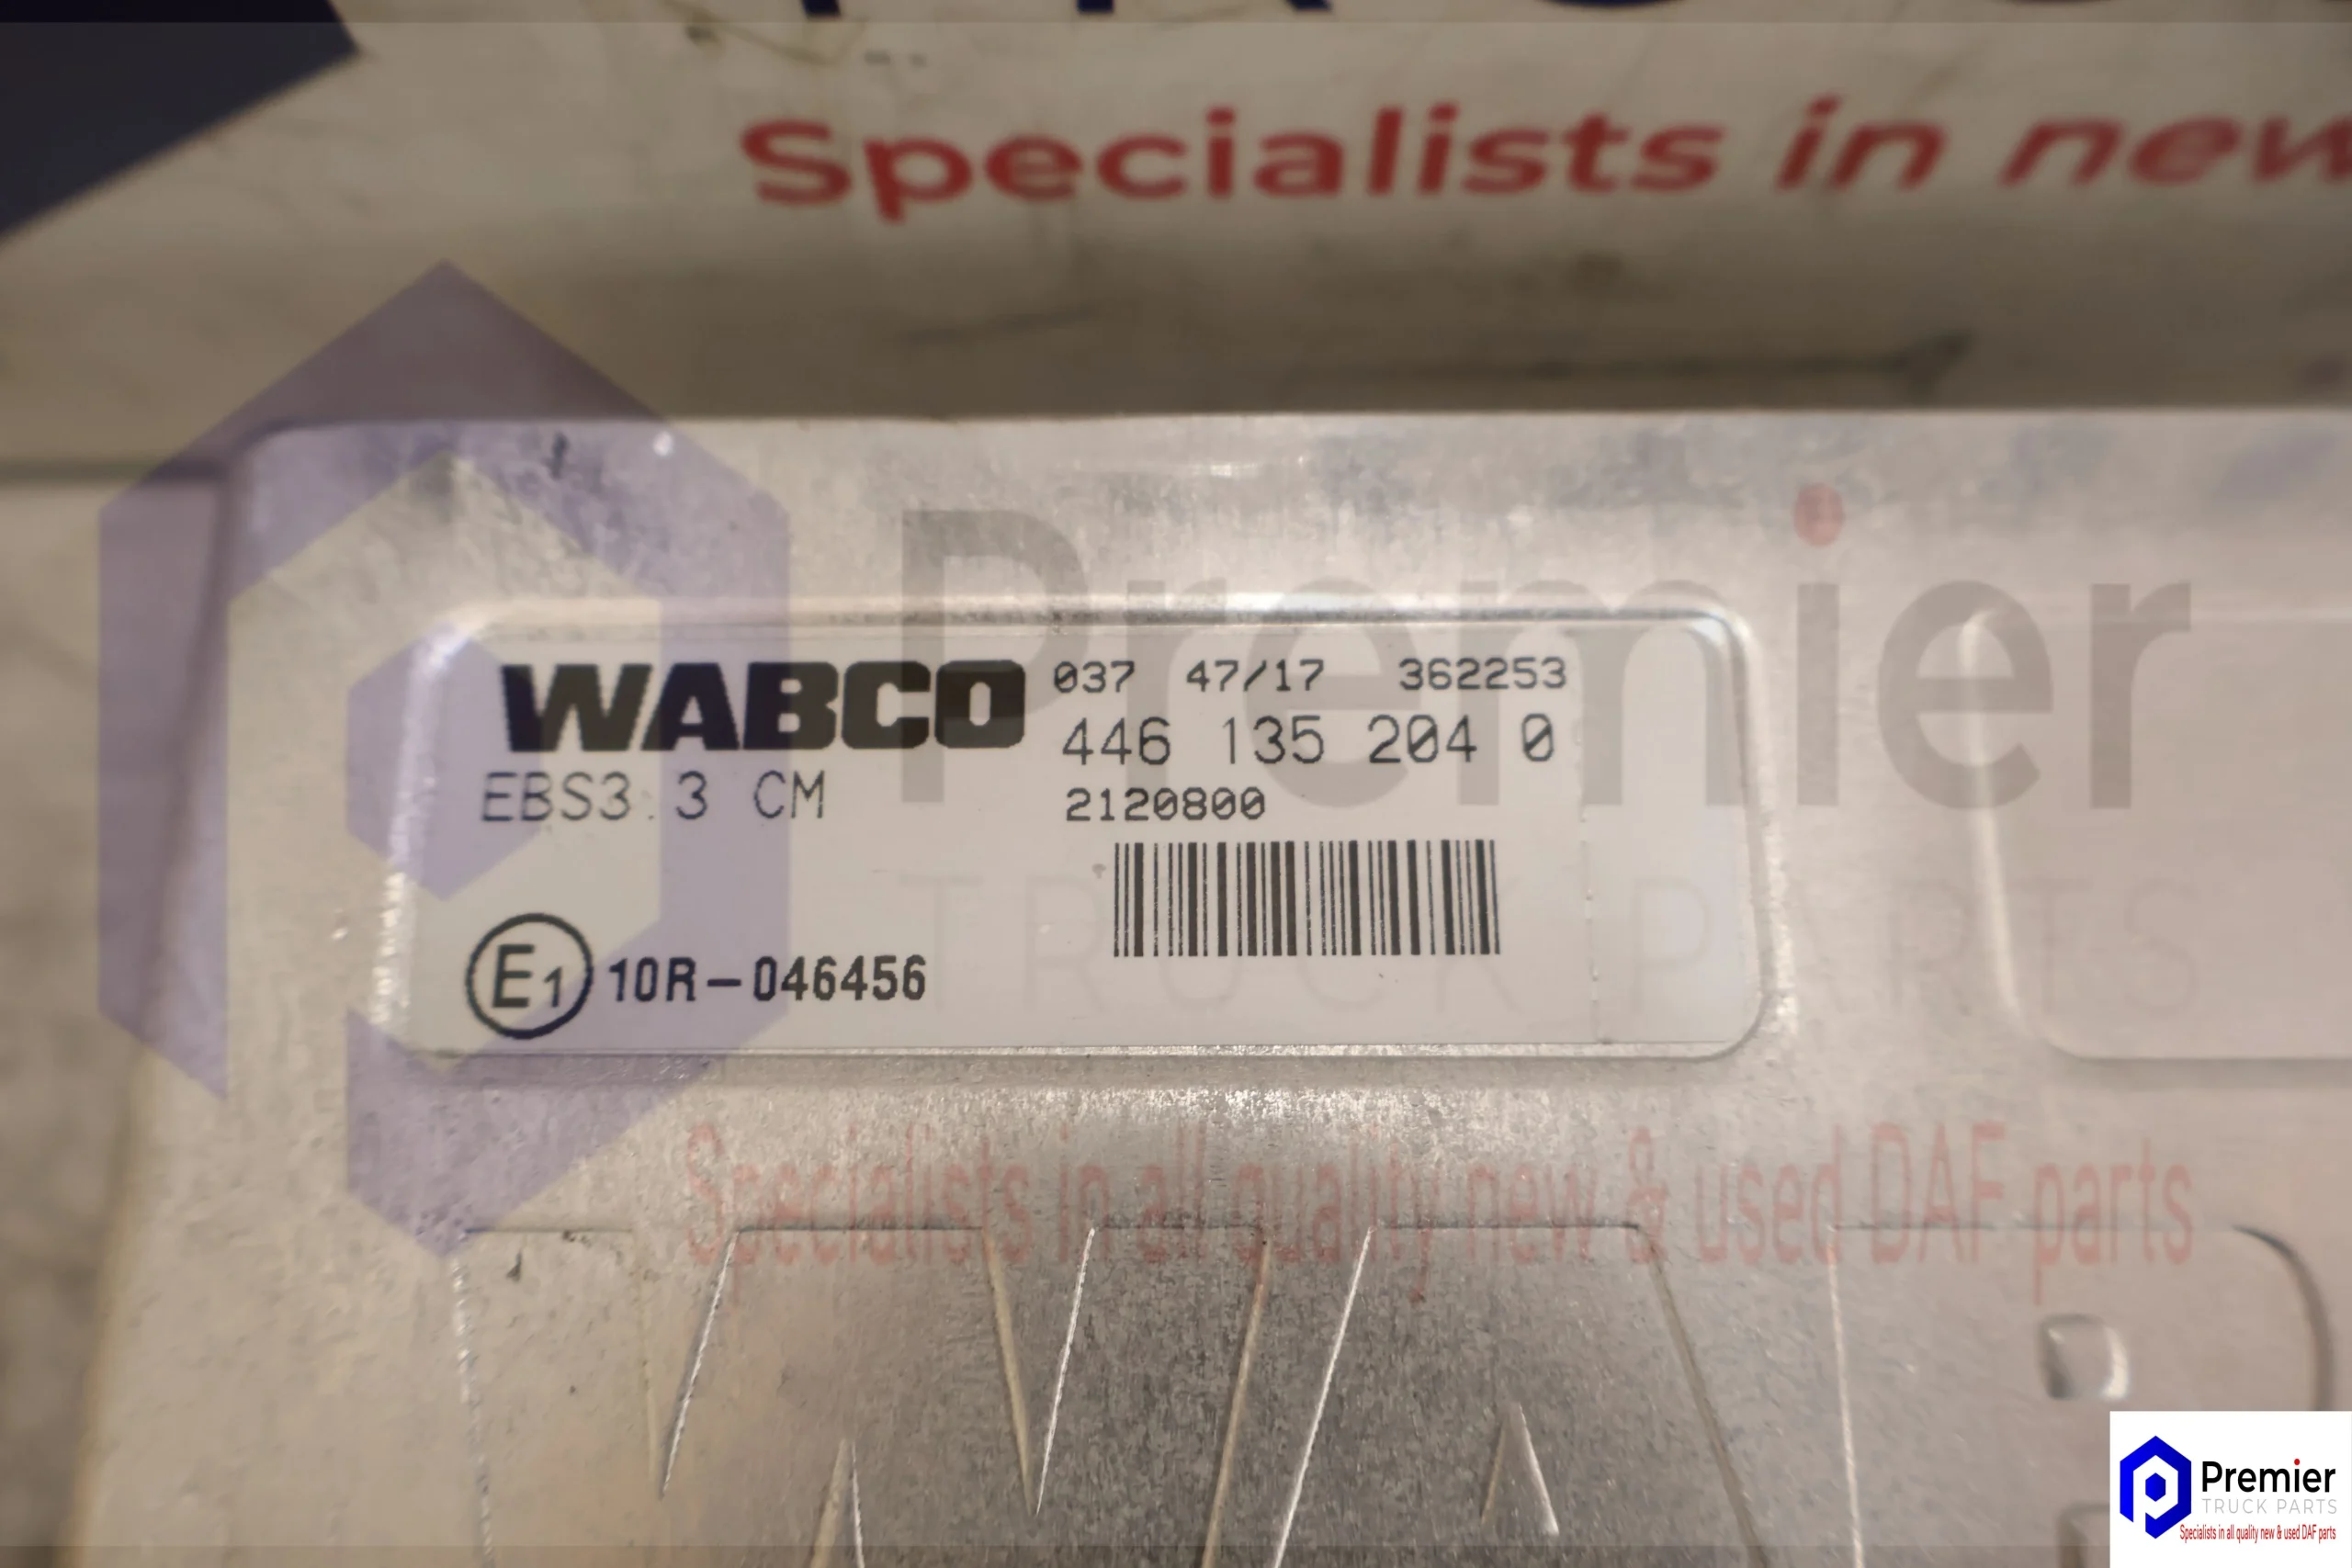 Specialists in new
Premier
WABCO 037 47/17 362253
446 135 204 0
EBS3.3 CM 2120800
TRUCK PARTS
E1 10R-046456
Specialists in all quality new & used DAF parts
Premier
TRUCK PARTS
Specialists in all quality new & used DAF parts